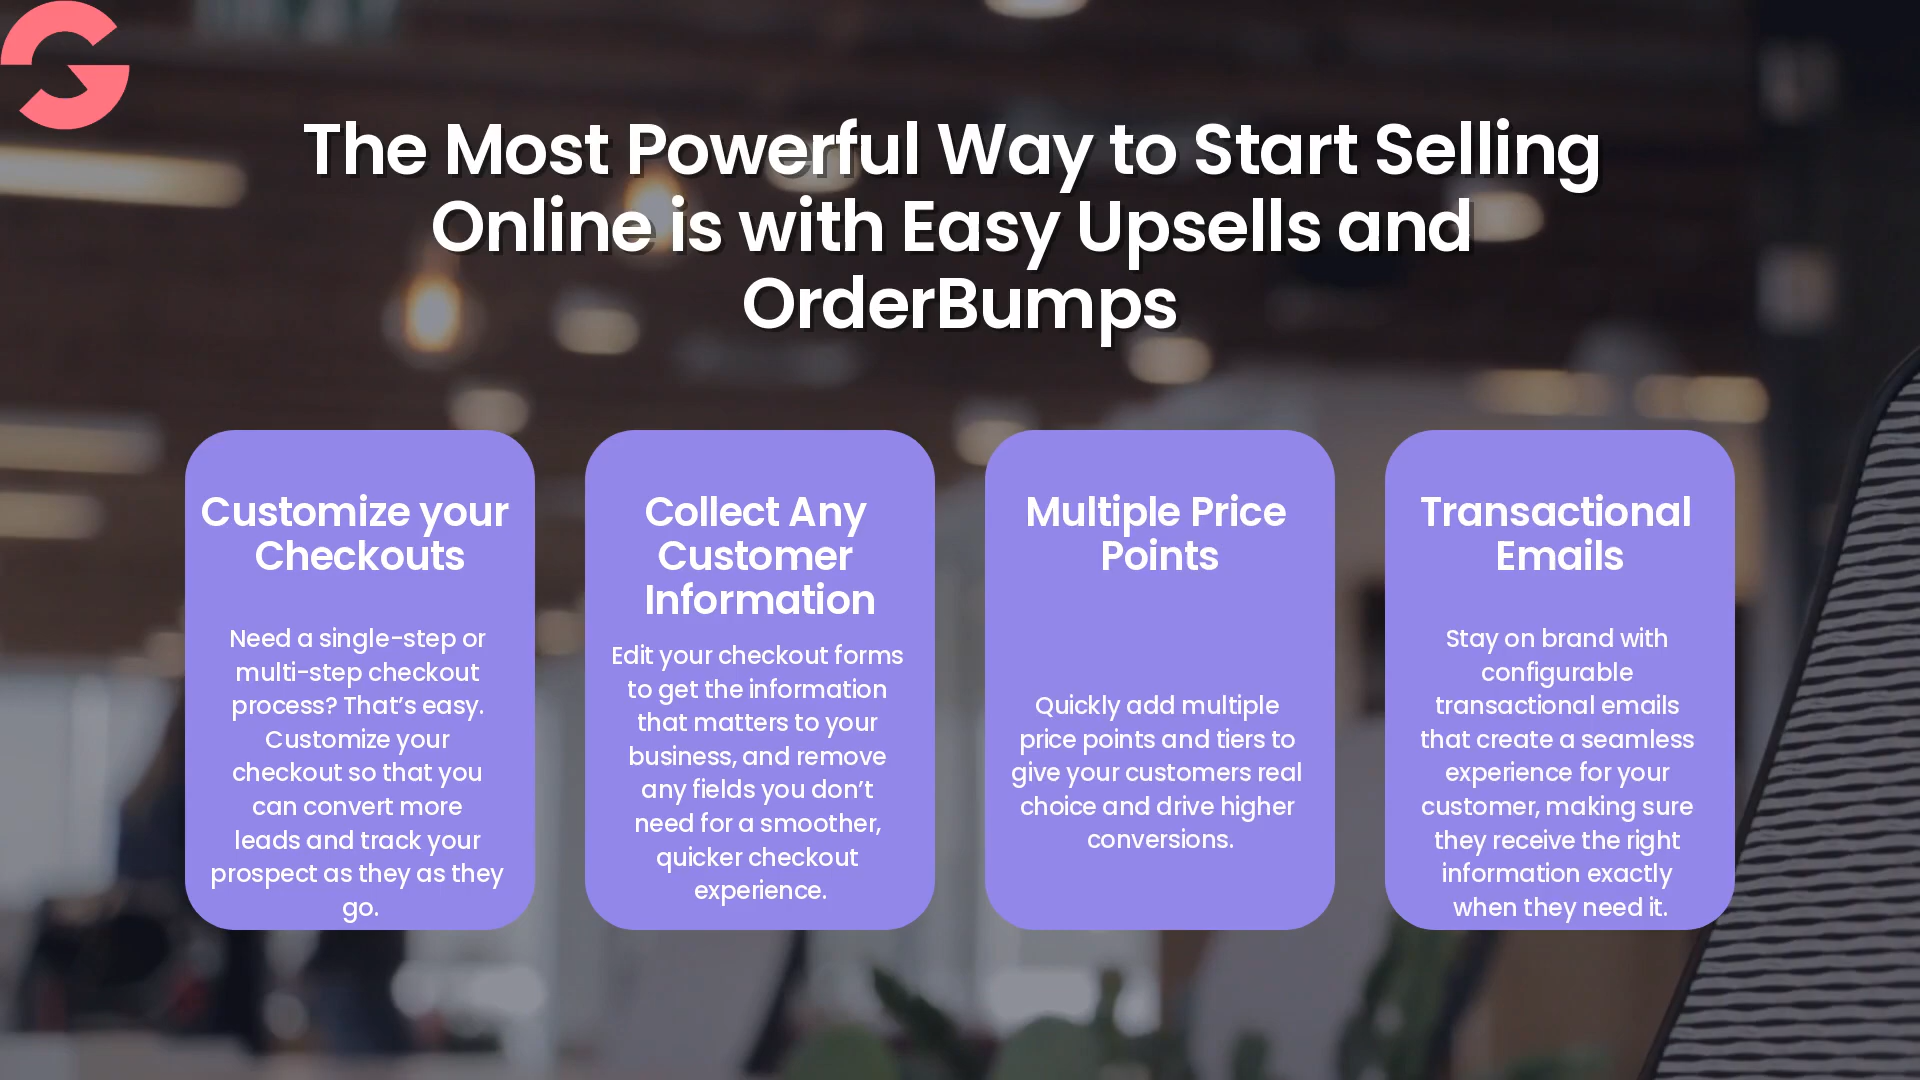 The Most Powerful Way to Start Selling
Online is with Easy Upsells and
OrderBumps
Customize your
Checkouts
Need a single-step or
multi-step checkout
process? That’s easy.
Customize your
checkout so that you
can convert more
leads and track your
prospect as they as they
go.
Collect Any
Customer
Information
Edit your checkout forms
to get the information
that matters to your
business, and remove
any fields you don’t
need for a smoother,
quicker checkout
experience.
Multiple Price
Points
Quickly add multiple
price points and tiers to
give your customers real
choice and drive higher
conversions.
Transactional
Emails
Stay on brand with
configurable
transactional emails
that create a seamless
experience for your
customer, making sure
they receive the right
information exactly
when they need it.